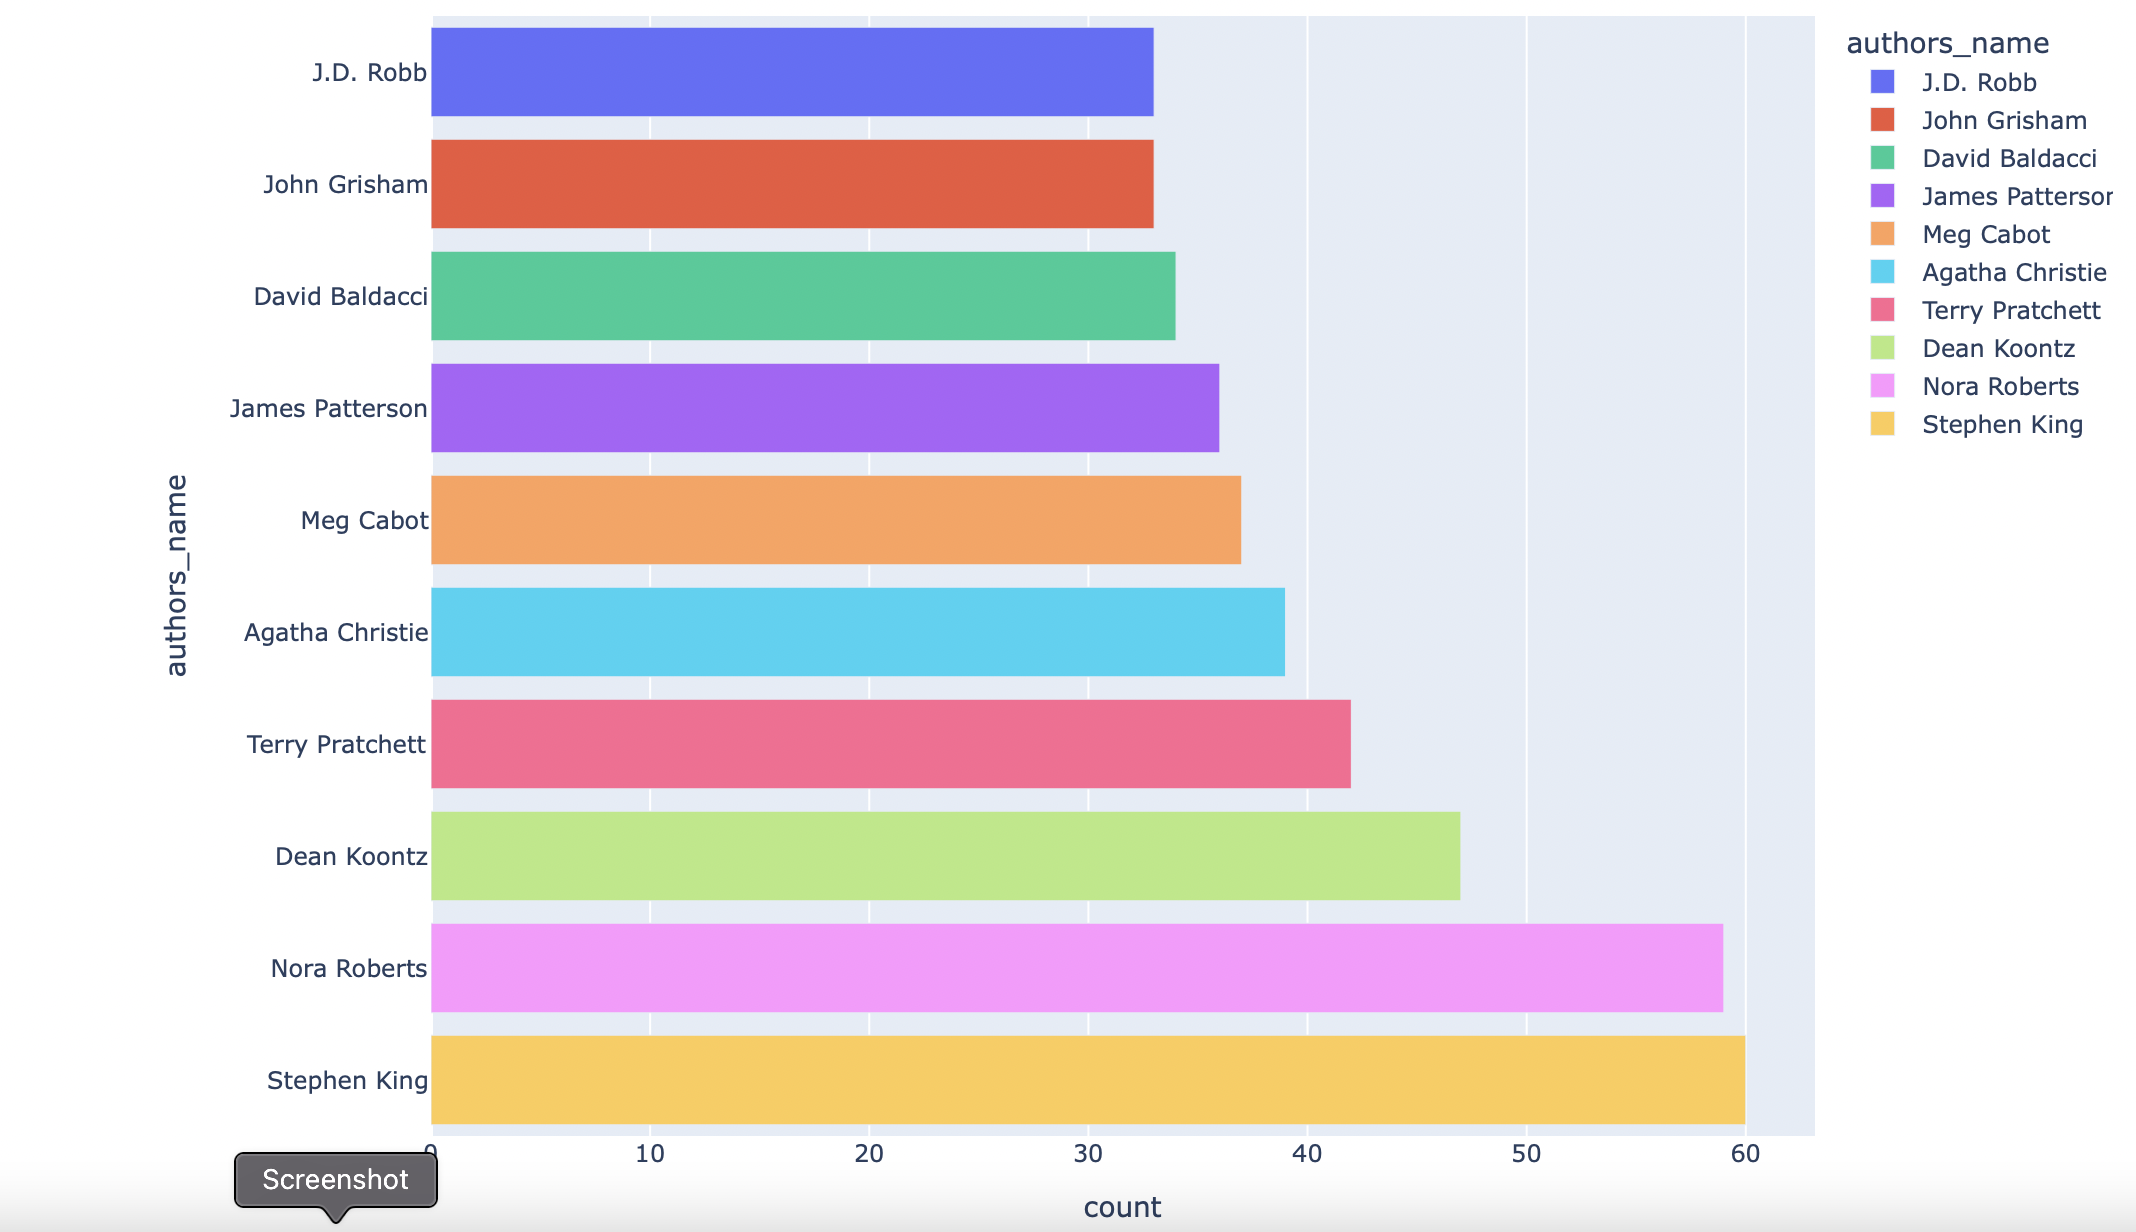 J.D. Robb
John Grisham
David Baldacci
James Patterson
Meg Cabot
Agatha Christie
Terry Pratchett
Dean Koontz
Nora Roberts
Stephen King
authors_name
0 10 20 30 40 50 60
count
authors_name
J.D. Robb
John Grisham
David Baldacci
James Patterson
Meg Cabot
Agatha Christie
Terry Pratchett
Dean Koontz
Nora Roberts
Stephen King
Screenshot